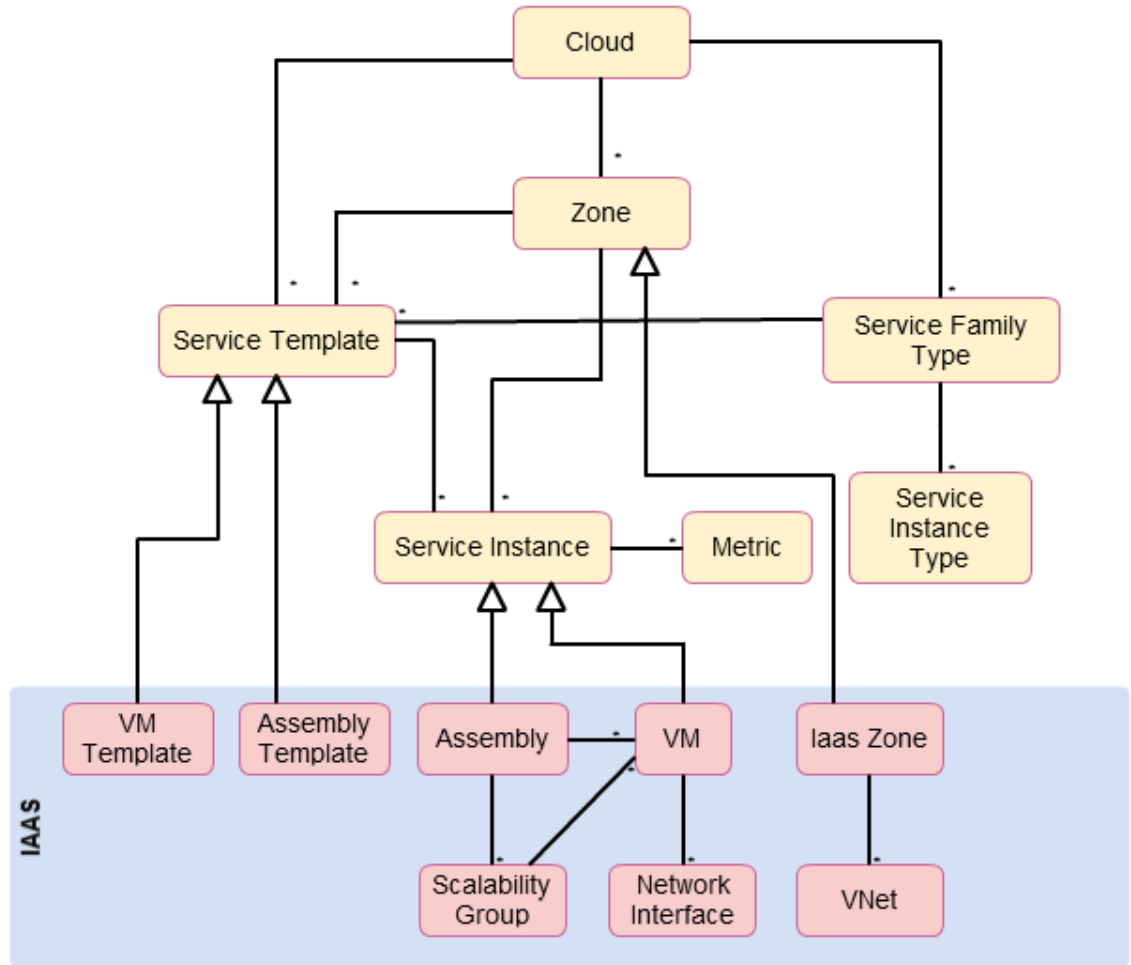 Cloud
*
Zone
*
*
*
*
Service Template
Service Family
Type
*
*
*
Service
Instance
Type
Service Instance
*
Metric
VM
Template
Assembly
Template
Assembly
*
VM
Iaas Zone
*
IAAS
*
*
*
Scalability
Group
Network
Interface
VNet